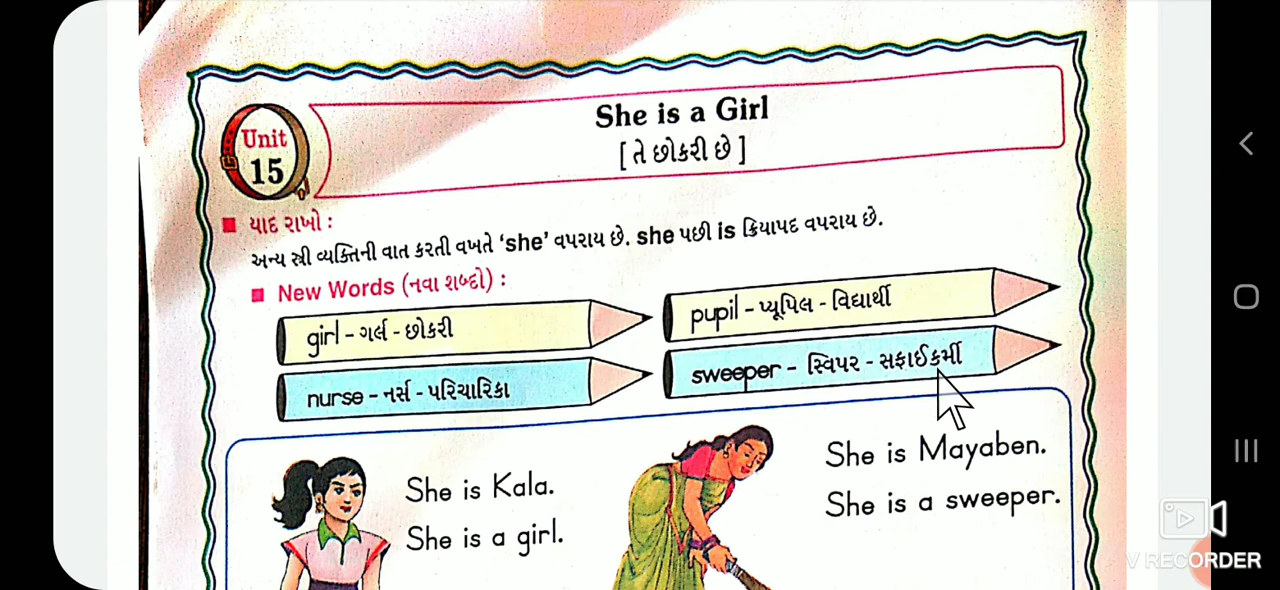 Unit
15
She is a Girl
[ તે છોકરી છે ]
યાદ રાખો :
અન્ય સ્ત્રી વ્યક્તિની વાત કરતી વખતે ‘she’ વપરાય છે. she પછી is ક્રિયાપદ વપરાય છે.
New Words (નવા શબ્દો) :
girl – ગર્લ – છોકરી
pupil – પ્યૂપિલ – વિદ્યાર્થી
nurse – નર્સ – પરિચારિકા
sweeper – સ્વિપર – સફાઈકર્મી
She is Kala.
She is a girl.
She is Mayaben.
She is a sweeper.
V RECORDER